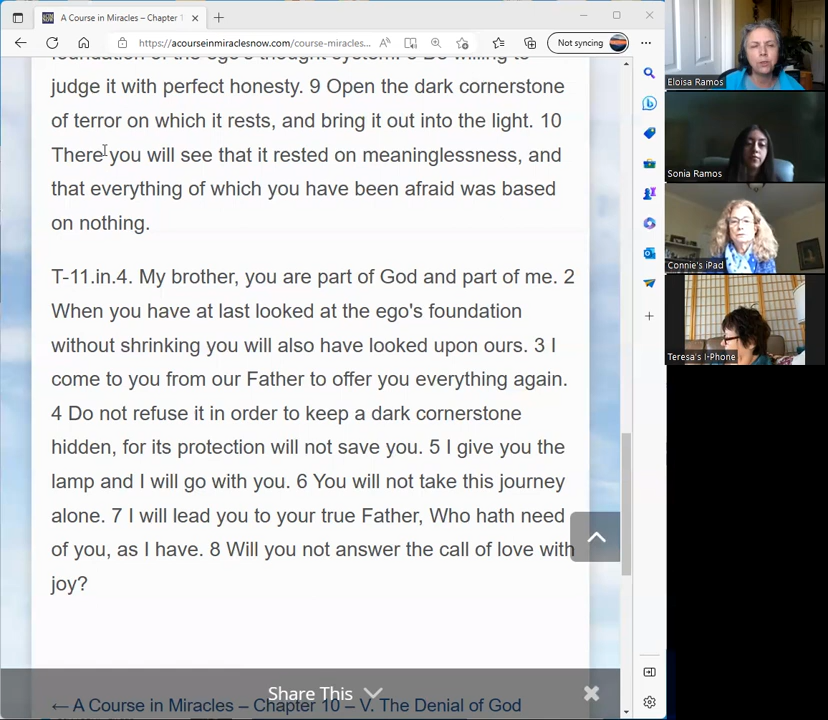 A Course in Miracles – Chapter 1
https://acourseinmiraclesnow.com/course-miracles...
Not syncing
judge it with perfect honesty. 9 Open the dark cornerstone
of terror on which it rests, and bring it out into the light. 10
There you will see that it rested on meaninglessness, and
that everything of which you have been afraid was based
on nothing.
T-11.in.4. My brother, you are part of God and part of me. 2
When you have at last looked at the ego's foundation
without shrinking you will also have looked upon ours. 3 I
come to you from our Father to offer you everything again.
4 Do not refuse it in order to keep a dark cornerstone
hidden, for its protection will not save you. 5 I give you the
lamp and I will go with you. 6 You will not take this journey
alone. 7 I will lead you to your true Father, Who hath need
of you, as I have. 8 Will you not answer the call of love with
joy?
Share This
← A Course in Miracles – Chapter 10 – V. The Denial of God
Eloisa Ramos
Sonia Ramos
Connie's iPad
Teresa's I-Phone